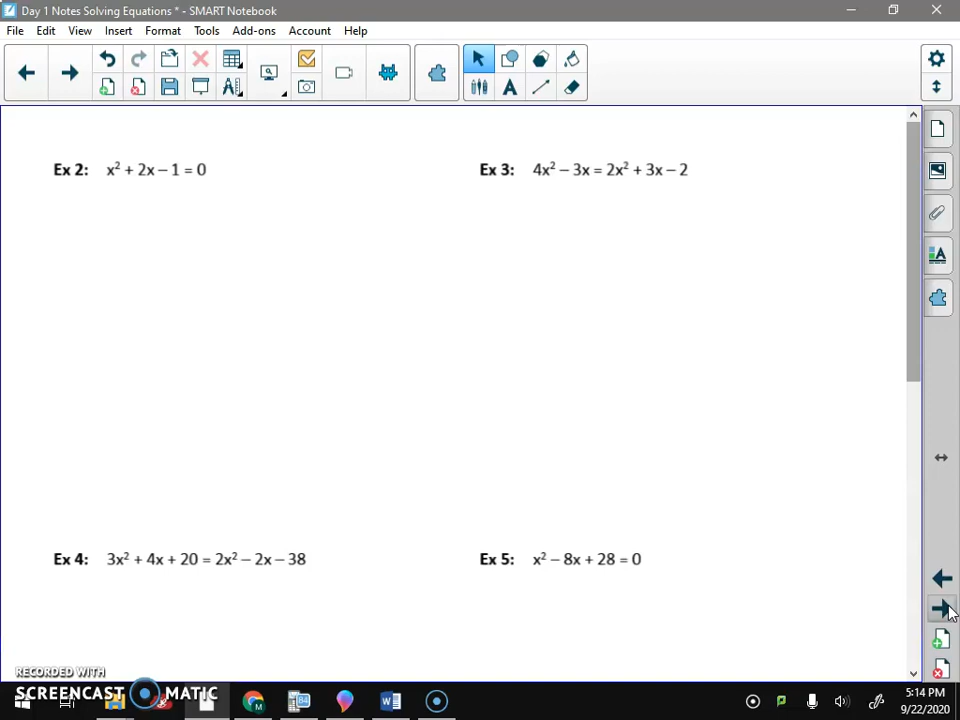 Day 1 Notes Solving Equations * - SMART Notebook
File Edit View Insert Format Tools Add-ons Account Help
Ex 2: x² + 2x – 1 = 0
Ex 3: 4x² – 3x = 2x² + 3x – 2
Ex 4: 3x² + 4x + 20 = 2x² – 2x – 38
Ex 5: x² – 8x + 28 = 0
RECORDED WITH
SCREENCAST MATIC
5:14 PM
9/22/2020